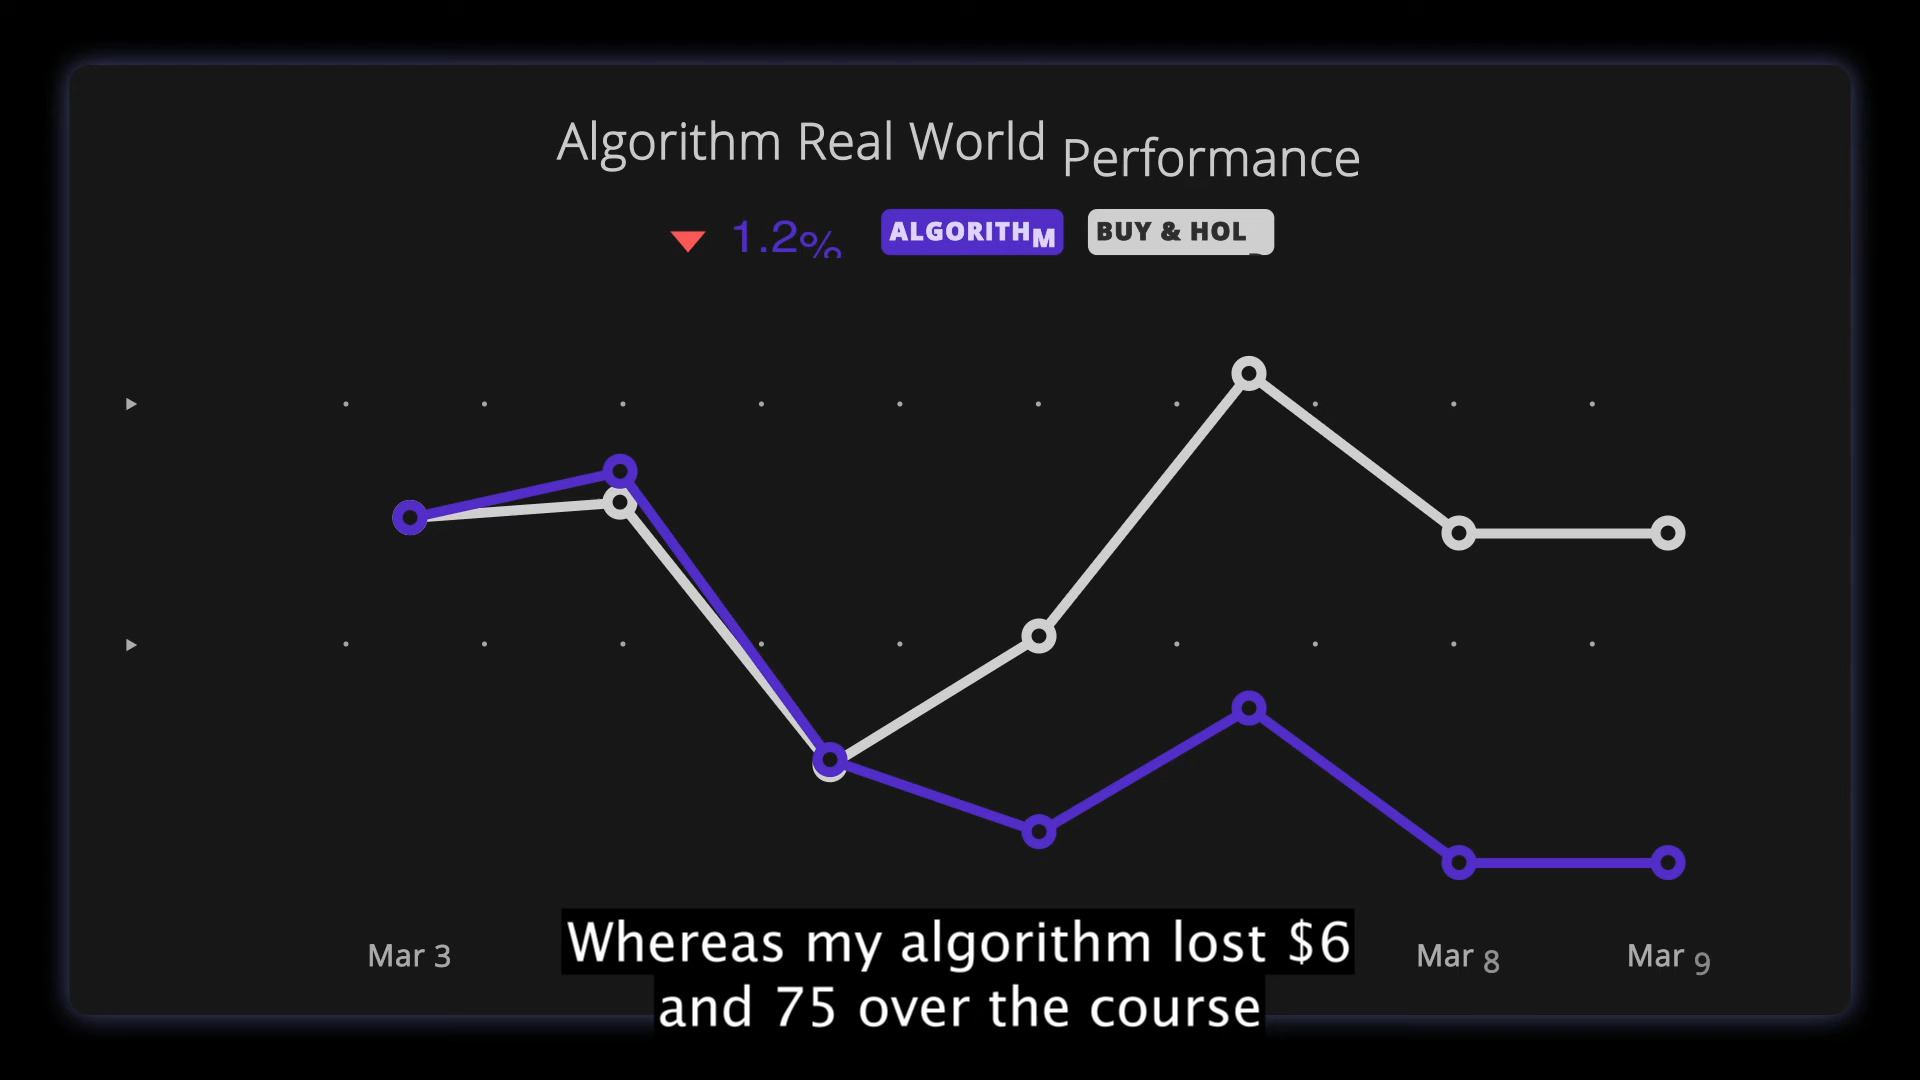 Algorithm Real World Performance
1.2% ALGORITHM BUY & HOL
Mar 3 Mar 8 Mar 9
Whereas my algorithm lost $6
and 75 over the course